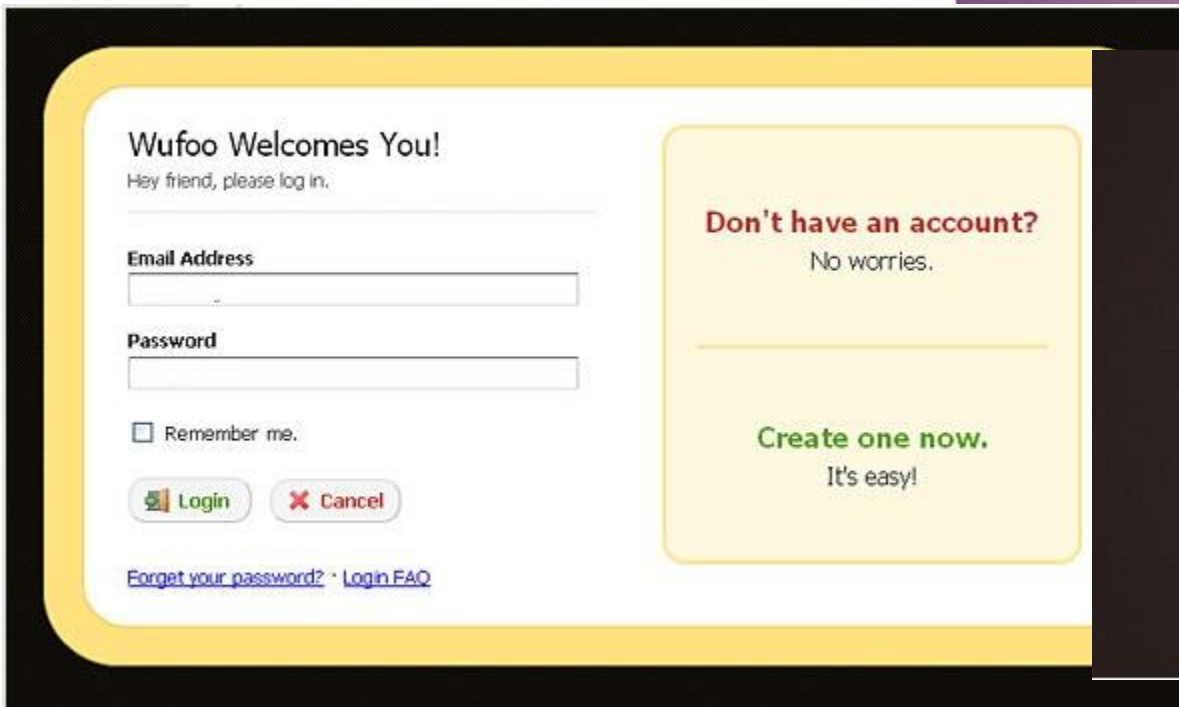 Wufoo Welcomes You!
Hey friend, please log in.
Email Address
Password
Remember me.
Login
Cancel
Forget your password? · Login FAQ
Don't have an account?
No worries.
Create one now.
It's easy!